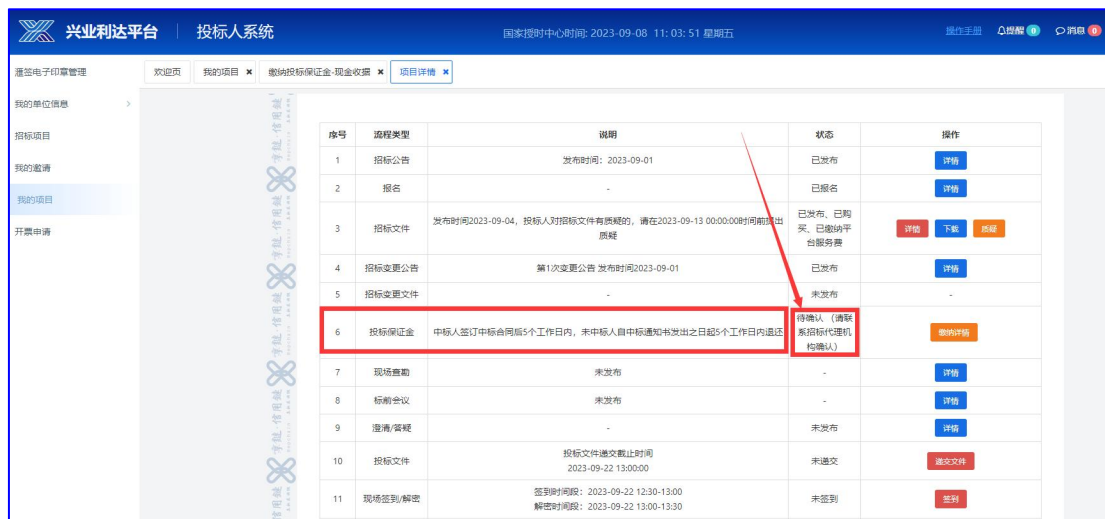 兴业利达平台 投标人系统 国家授时中心时间: 2023-09-08 11: 03: 51 星期五 操作手册 提醒 0 消息 0
滙签电子印章管理
我的单位信息
招标项目
我的邀请
我的项目
开票申请
欢迎页 我的项目 × 缴纳投标保证金-现金收据 × 项目详情 ×
序号 流程类型 说明 状态 操作
1 招标公告 发布时间：2023-09-01 已发布 详情
2 报名 - 已报名 详情
3 招标文件 发布时间2023-09-04，投标人对招标文件有质疑的，请在2023-09-13 00:00:00时间前提出
质疑
已发布、已购
买、已缴纳平
台服务费
详情 下载 质疑
4 招标变更公告 第1次变更公告 发布时间2023-09-01 已发布 详情
5 招标变更文件 - 未发布 -
6 投标保证金 中标人签订中标合同后5个工作日内，未中标人自中标通知书发出之日起5个工作日内退还
待确认 （请联
系招标代理机
构确认）
缴纳详情
7 现场查勘 未发布 - 详情
8 标前会议 未发布 - 详情
9 澄清/答疑 - 未发布 详情
10 投标文件 投标文件递交截止时间
2023-09-22 13:00:00
未递交 递交文件
11 现场签到/解密 签到时间段：2023-09-22 12:30-13:00
解密时间段：2023-09-22 13:00-13:30
未签到 签到